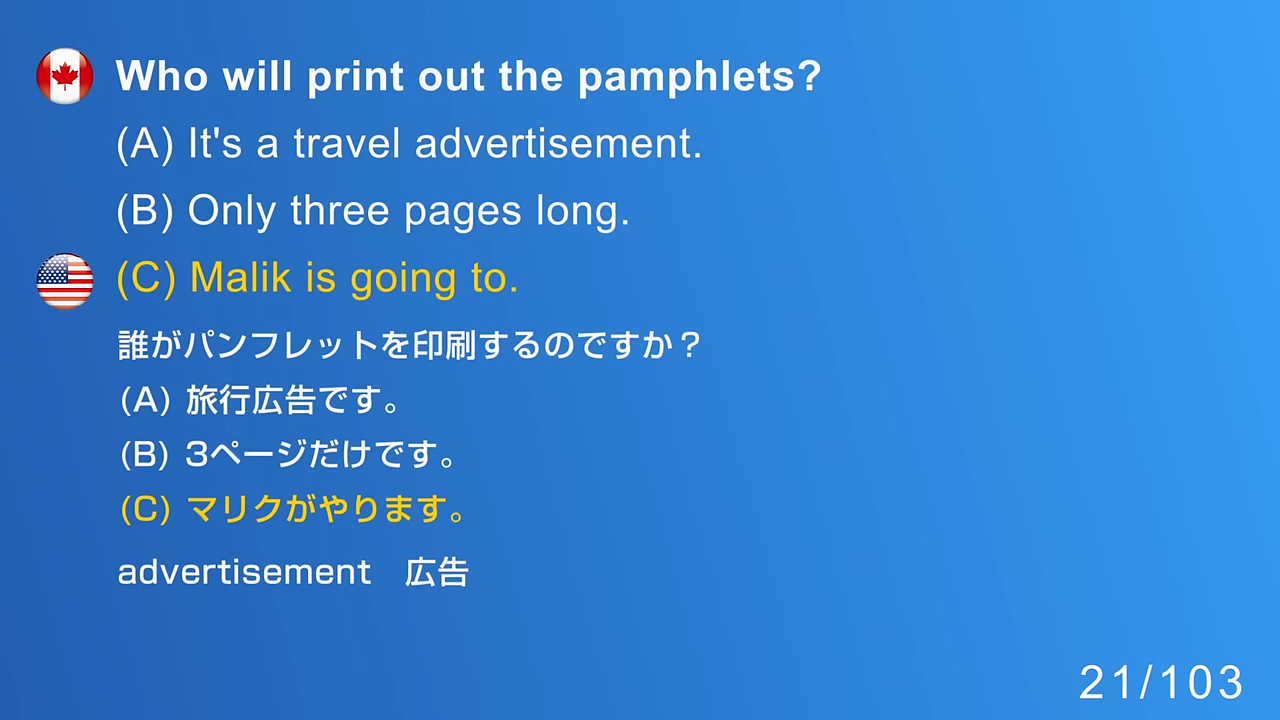 Who will print out the pamphlets?
(A) It's a travel advertisement.
(B) Only three pages long.
(C) Malik is going to.
誰がパンフレットを印刷するのですか？
(A) 旅行広告です。
(B) 3ページだけです。
(C) マリクがやります。
advertisement　広告
21/103